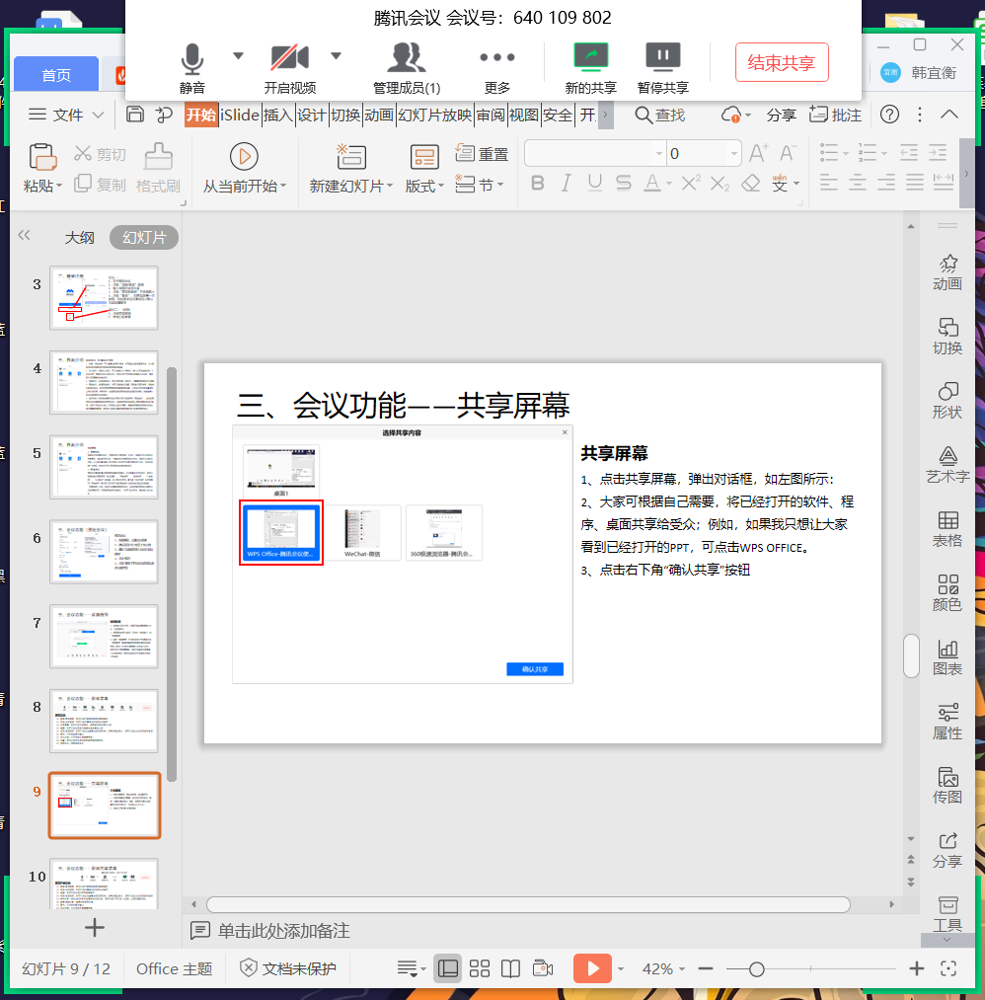 腾讯会议 会议号：640 109 802
静音
开启视频
管理成员(1)
更多
新的共享
暂停共享
结束共享
首页
宜衡
韩宜衡
文件
开始
iSlide
插入
设计
切换
动画
幻灯片放映
审阅
视图
安全
开
查找
分享
批注
粘贴
剪切
复制
格式刷
从当前开始
新建幻灯片
版式
重置
节
0
B I U S A X² X₂
A⁺ A⁻
wén
文
大纲
幻灯片
3
4
5
6
7
8
9
10
三、会议功能——共享屏幕
选择共享内容
桌面1
WPS Office-腾讯会议使...
WeChat-微信
360极速浏览器-腾讯会...
确认共享
共享屏幕
1、点击共享屏幕，弹出对话框，如左图所示：
2、大家可根据自己需要，将已经打开的软件、程
序、桌面共享给受众；例如，如果我只想让大家
看到已经打开的PPT，可点击WPS OFFICE。
3、点击右下角“确认共享”按钮
动画
切换
形状
艺术字
表格
颜色
图表
属性
传图
分享
工具
单击此处添加备注
幻灯片 9 / 12
Office 主题
文档未保护
42%